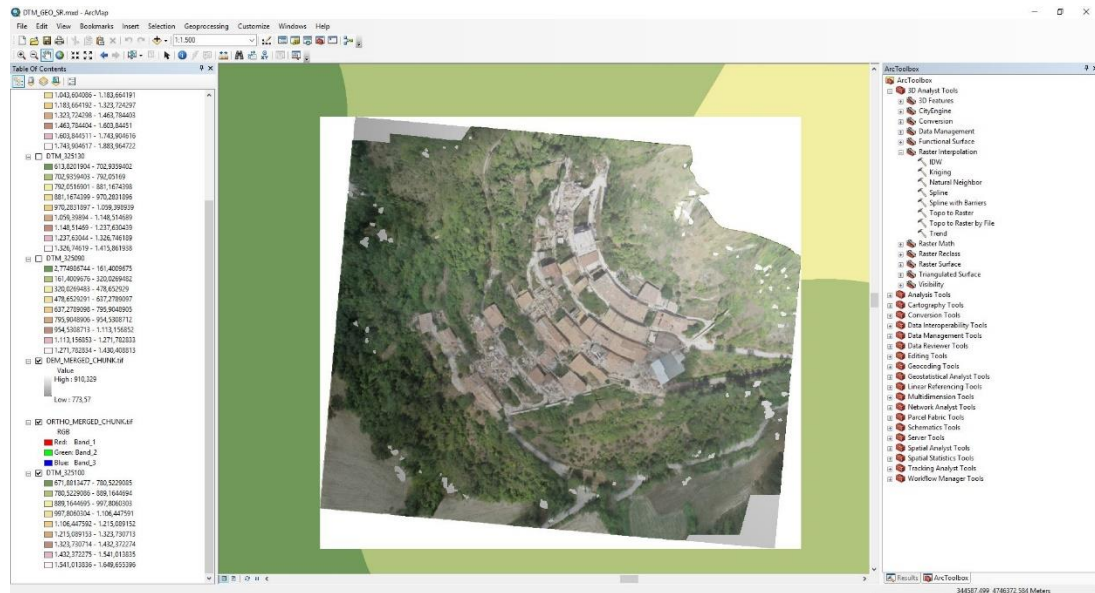 DTM_GEO_SR.mxd - ArcMap
File Edit View Bookmarks Insert Selection Geoprocessing Customize Windows Help
1:1.500
Table Of Contents
1.043,604086 - 1.183,664191
1.183,664192 - 1.323,724297
1.323,724298 - 1.463,784403
1.463,784404 - 1.603,84451
1.603,844511 - 1.743,904616
1.743,904617 - 1.883,964722
DTM_325130
613,8201904 - 702,9359402
702,9359403 - 792,05169
792,0516901 - 881,1674398
881,1674399 - 970,2831896
970,2831897 - 1.059,398939
1.059,39894 - 1.148,514689
1.148,51469 - 1.237,630439
1.237,63044 - 1.326,746189
1.326,74619 - 1.415,861938
DTM_325090
2,774986744 - 161,4009675
161,4009676 - 320,0269482
320,0269483 - 478,652929
478,6529291 - 637,2789097
637,2789098 - 795,9048905
795,9048906 - 954,5308712
954,5308713 - 1.113,156852
1.113,156853 - 1.271,782833
1.271,782834 - 1.430,408813
DEM_MERGED_CHUNK.tif
Value
High : 910,329
Low : 773,57
ORTHO_MERGED_CHUNK.tif
RGB
Red: Band_1
Green: Band_2
Blue: Band_3
DTM_325100
671,8813477 - 780,5229085
780,5229086 - 889,1644694
889,1644695 - 997,8060303
997,8060304 - 1.106,447591
1.106,447592 - 1.215,089152
1.215,089153 - 1.323,730713
1.323,730714 - 1.432,372274
1.432,372275 - 1.541,013835
1.541,013836 - 1.649,655396
ArcToolbox
ArcToolbox
3D Analyst Tools
3D Features
CityEngine
Conversion
Data Management
Functional Surface
Raster Interpolation
IDW
Kriging
Natural Neighbor
Spline
Spline with Barriers
Topo to Raster
Topo to Raster by File
Trend
Raster Math
Raster Reclass
Raster Surface
Triangulated Surface
Visibility
Analysis Tools
Cartography Tools
Conversion Tools
Data Interoperability Tools
Data Management Tools
Data Reviewer Tools
Editing Tools
Geocoding Tools
Geostatistical Analyst Tools
Linear Referencing Tools
Multidimension Tools
Network Analyst Tools
Parcel Fabric Tools
Schematics Tools
Server Tools
Spatial Analyst Tools
Spatial Statistics Tools
Tracking Analyst Tools
Workflow Manager Tools
Results ArcToolbox
344587,499 4746372,584 Meters